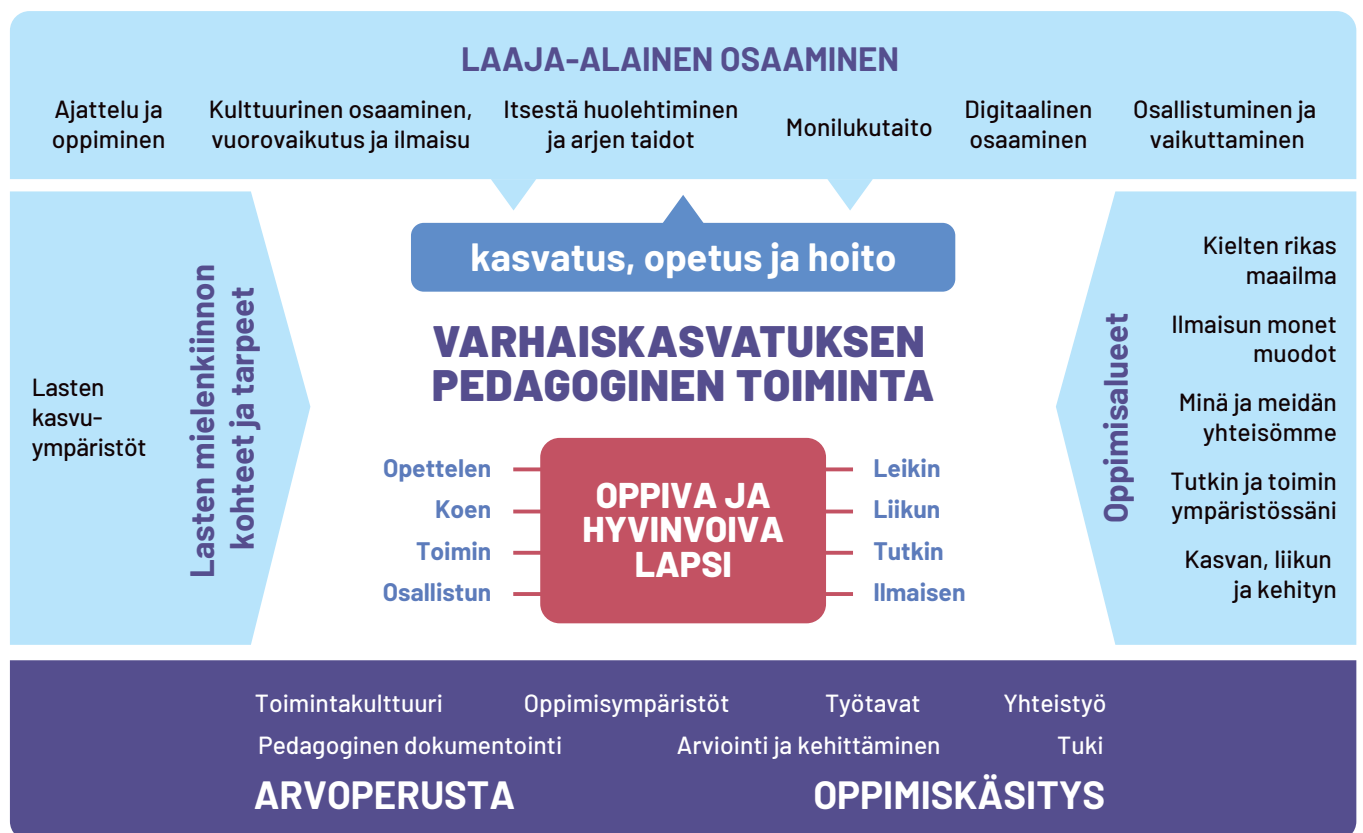 LAAJA-ALAINEN OSAAMINEN
Ajattelu ja
oppiminen
Kulttuurinen osaaminen,
vuorovaikutus ja ilmaisu
Itsestä huolehtiminen
ja arjen taidot
Monilukutaito
Digitaalinen
osaaminen
Osallistuminen ja
vaikuttaminen
Lasten
kasvu-
ympäristöt
Lasten mielenkiinnon
kohteet ja tarpeet
kasvatus, opetus ja hoito
VARHAISKASVATUKSEN
PEDAGOGINEN TOIMINTA
Opettelen
Koen
Toimin
Osallistun
OPPIVA JA
HYVINVOIVA
LAPSI
Leikin
Liikun
Tutkin
Ilmaisen
Oppimisalueet
Kielten rikas
maailma
Ilmaisun monet
muodot
Minä ja meidän
yhteisömme
Tutkin ja toimin
ympäristössäni
Kasvan, liikun
ja kehityn
Toimintakulttuuri
Oppimisympäristöt
Työtavat
Yhteistyö
Pedagoginen dokumentointi
Arviointi ja kehittäminen
Tuki
ARVOPERUSTA
OPPIMISKÄSITYS